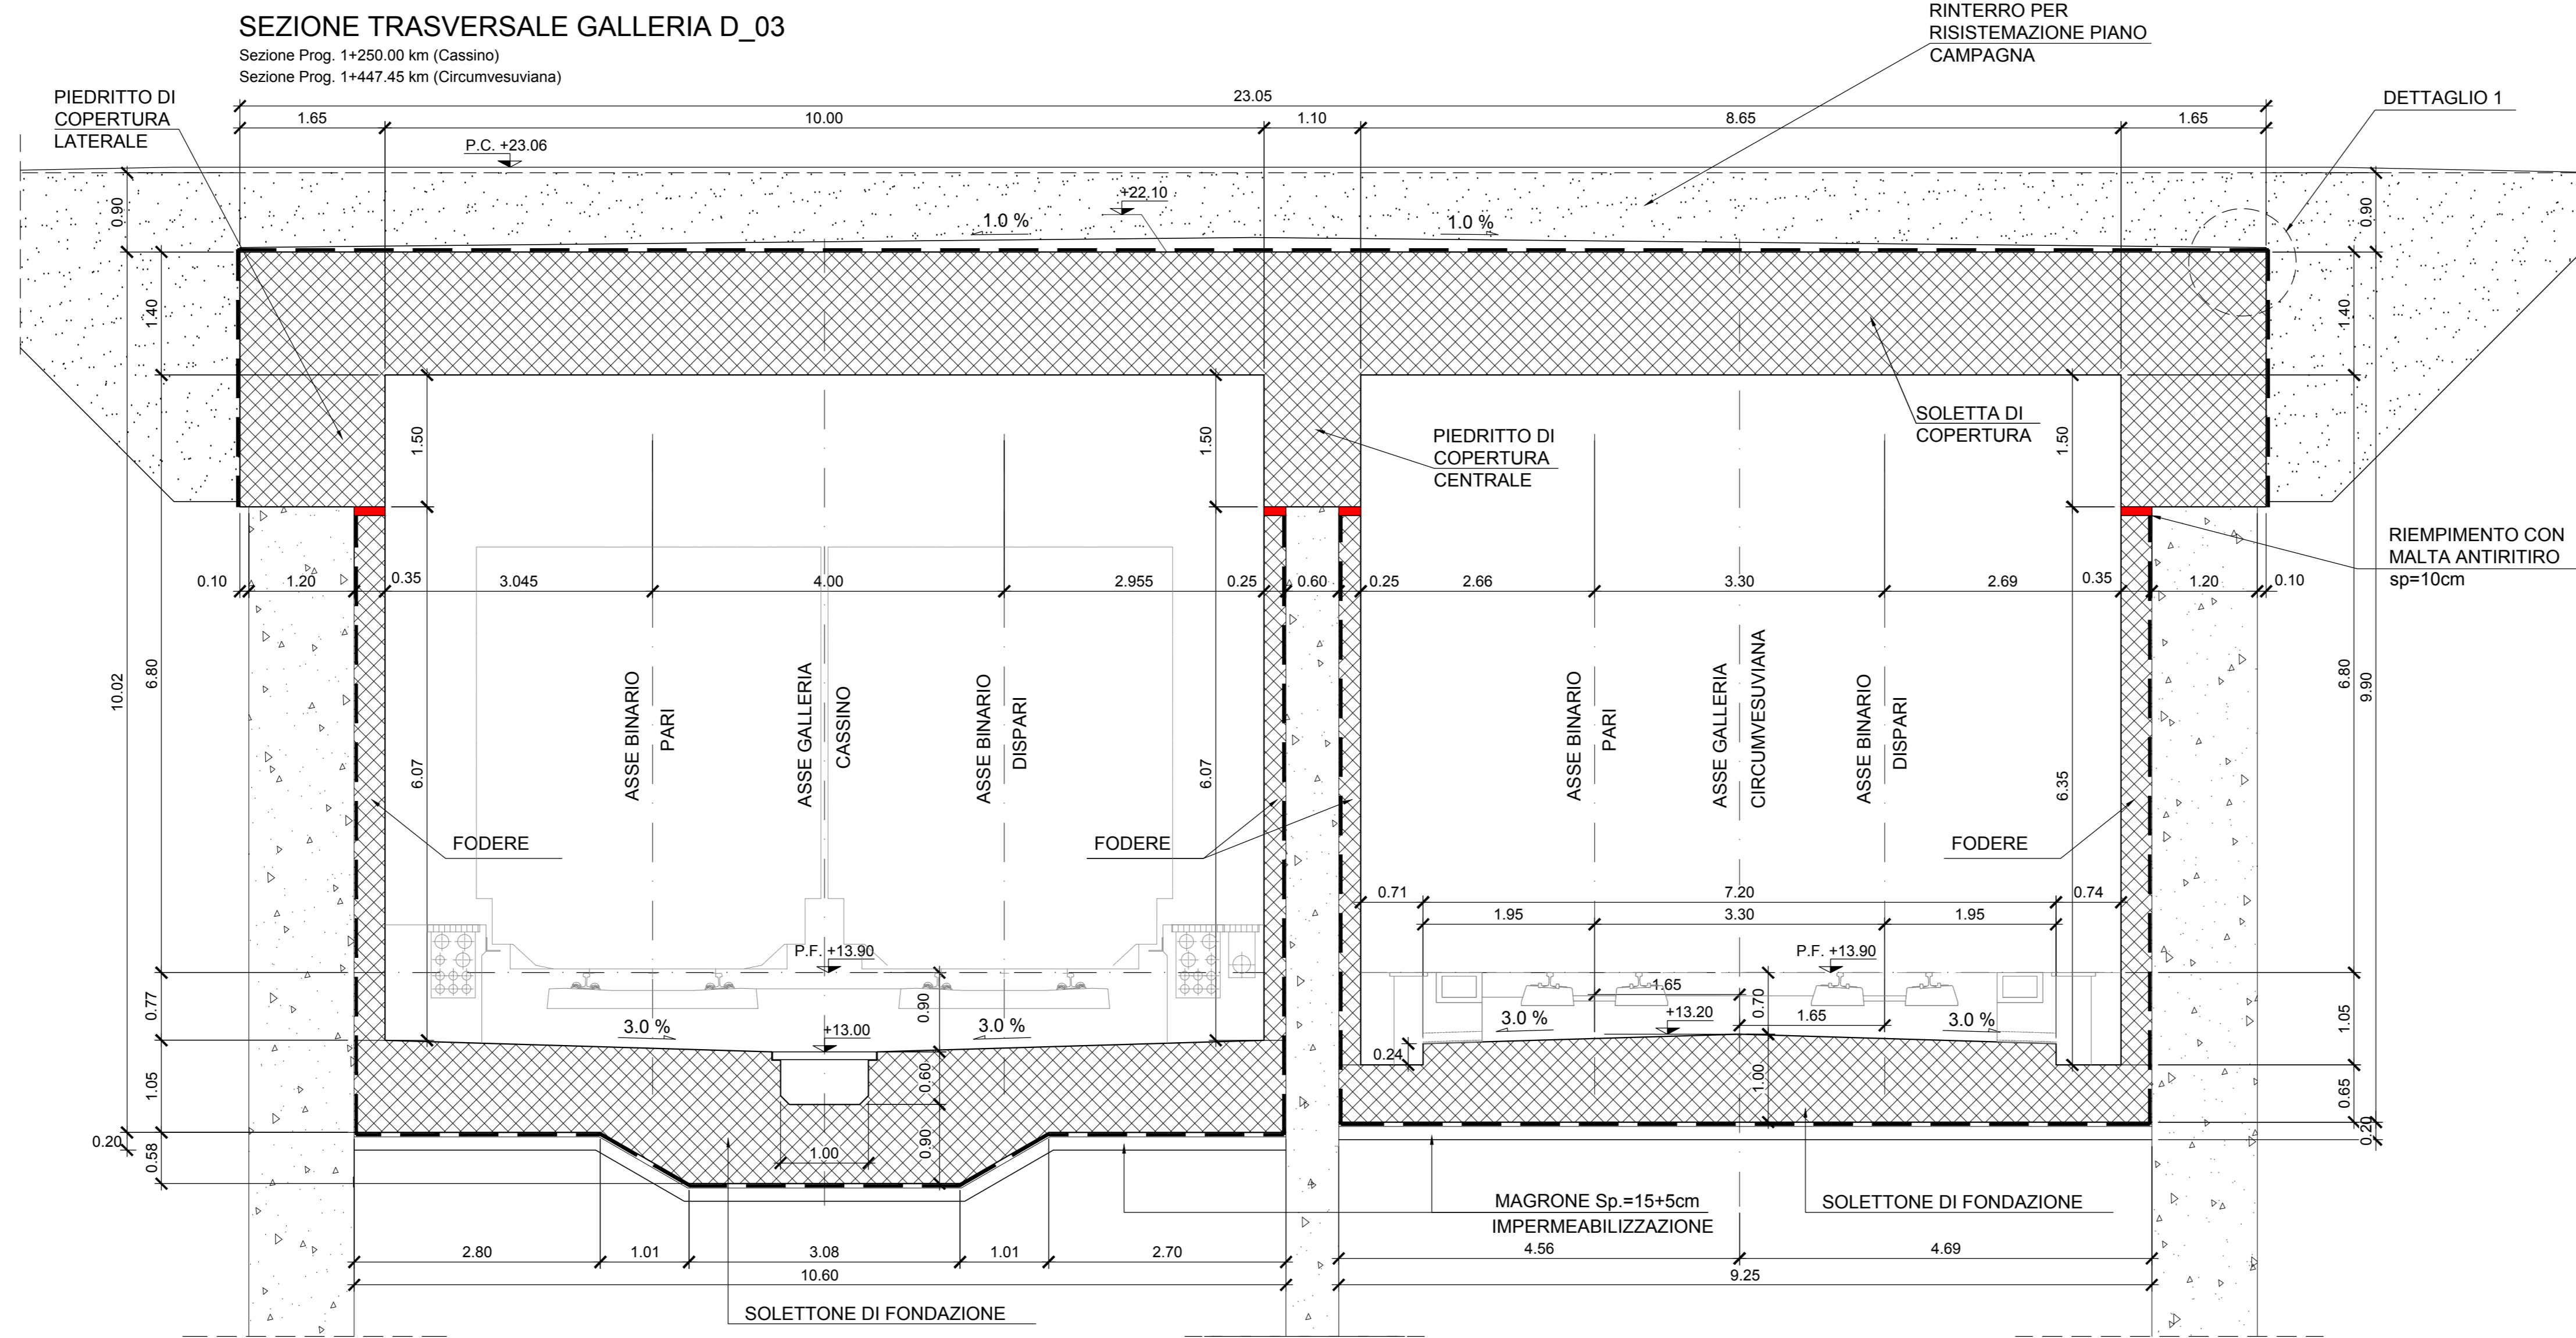 SEZIONE TRASVERSALE GALLERIA D_03
Sezione Prog. 1+250.00 km (Cassino)
Sezione Prog. 1+447.45 km (Circumvesuviana)
RINTERRO PER
RISISTEMAZIONE PIANO
CAMPAGNA
PIEDRITTO DI
COPERTURA
LATERALE
DETTAGLIO 1
23.05
1.65
10.00
1.10
8.65
1.65
P.C. +23.06
+22.10
1.0 %
1.0 %
0.90
0.90
1.40
1.40
1.50
1.50
1.50
SOLETTA DI
COPERTURA
PIEDRITTO DI
COPERTURA
CENTRALE
RIEMPIMENTO CON
MALTA ANTIRITIRO
sp=10cm
0.10
1.20
0.35
3.045
4.00
2.955
0.25
0.60
0.25
2.66
3.30
2.69
0.35
1.20
0.10
10.02
6.80
6.07
ASSE BINARIO
PARI
ASSE GALLERIA
CASSINO
ASSE BINARIO
DISPARI
6.07
ASSE BINARIO
PARI
ASSE GALLERIA
CIRCUMVESUVIANA
ASSE BINARIO
DISPARI
6.35
6.80
9.90
FODERE
FODERE
FODERE
0.71
7.20
0.74
1.95
3.30
1.95
P.F. +13.90
P.F. +13.90
0.77
0.90
1.65
0.70
1.05
3.0 %
+13.00
3.0 %
3.0 %
+13.20
1.65
3.0 %
0.24
1.05
0.60
1.00
0.65
0.20
0.58
1.00
0.90
0.20
MAGRONE Sp.=15+5cm
IMPERMEABILIZZAZIONE
SOLETTONE DI FONDAZIONE
2.80
1.01
3.08
1.01
2.70
4.56
4.69
10.60
9.25
SOLETTONE DI FONDAZIONE